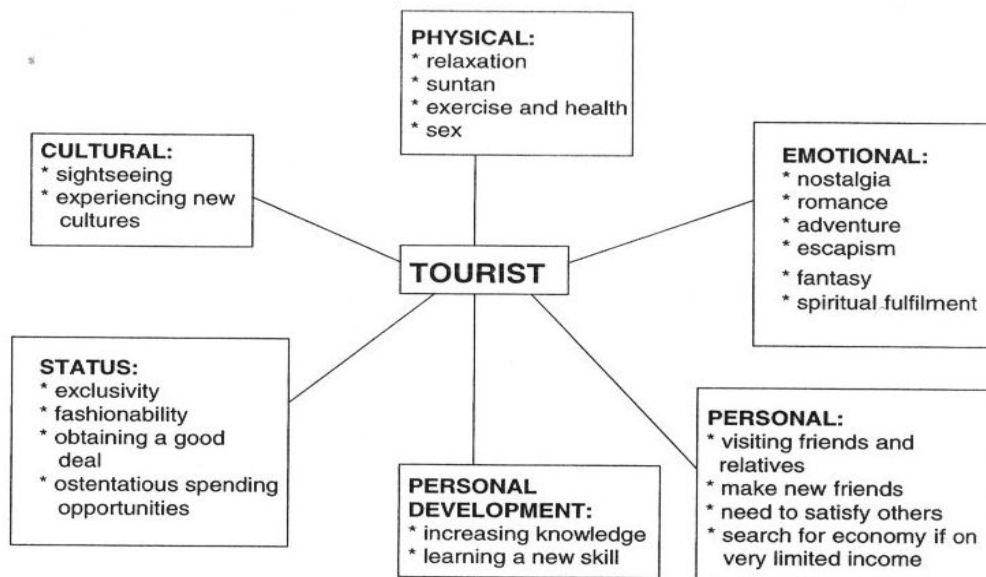 PHYSICAL:
* relaxation
* suntan
* exercise and health
* sex
CULTURAL:
* sightseeing
* experiencing new
cultures
EMOTIONAL:
* nostalgia
* romance
* adventure
* escapism
* fantasy
* spiritual fulfilment
TOURIST
STATUS:
* exclusivity
* fashionability
* obtaining a good
deal
* ostentatious spending
opportunities
PERSONAL
DEVELOPMENT:
* increasing knowledge
* learning a new skill
PERSONAL:
* visiting friends and
relatives
* make new friends
* need to satisfy others
* search for economy if on
very limited income